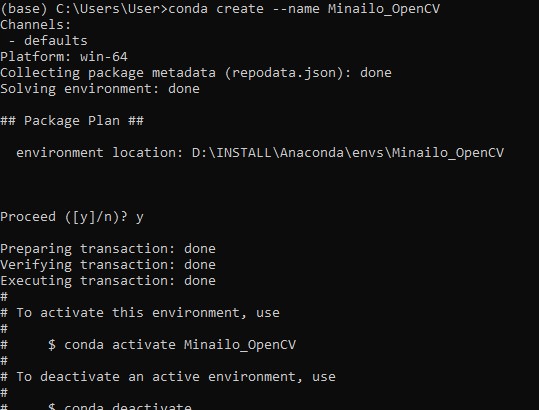 (base) C:\Users\User>conda create --name Minailo_OpenCV
Channels:
 - defaults
Platform: win-64
Collecting package metadata (repodata.json): done
Solving environment: done
## Package Plan ##
  environment location: D:\INSTALL\Anaconda\envs\Minailo_OpenCV
Proceed ([y]/n)? y
Preparing transaction: done
Verifying transaction: done
Executing transaction: done
#
# To activate this environment, use
#
#     $ conda activate Minailo_OpenCV
#
# To deactivate an active environment, use
#
#     $ conda deactivate